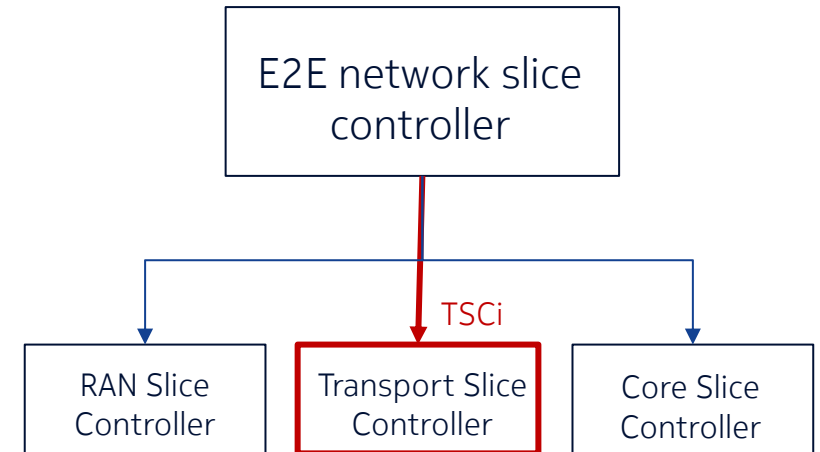 E2E network slice
controller
TSCi
RAN Slice
Controller
Transport Slice
Controller
Core Slice
Controller